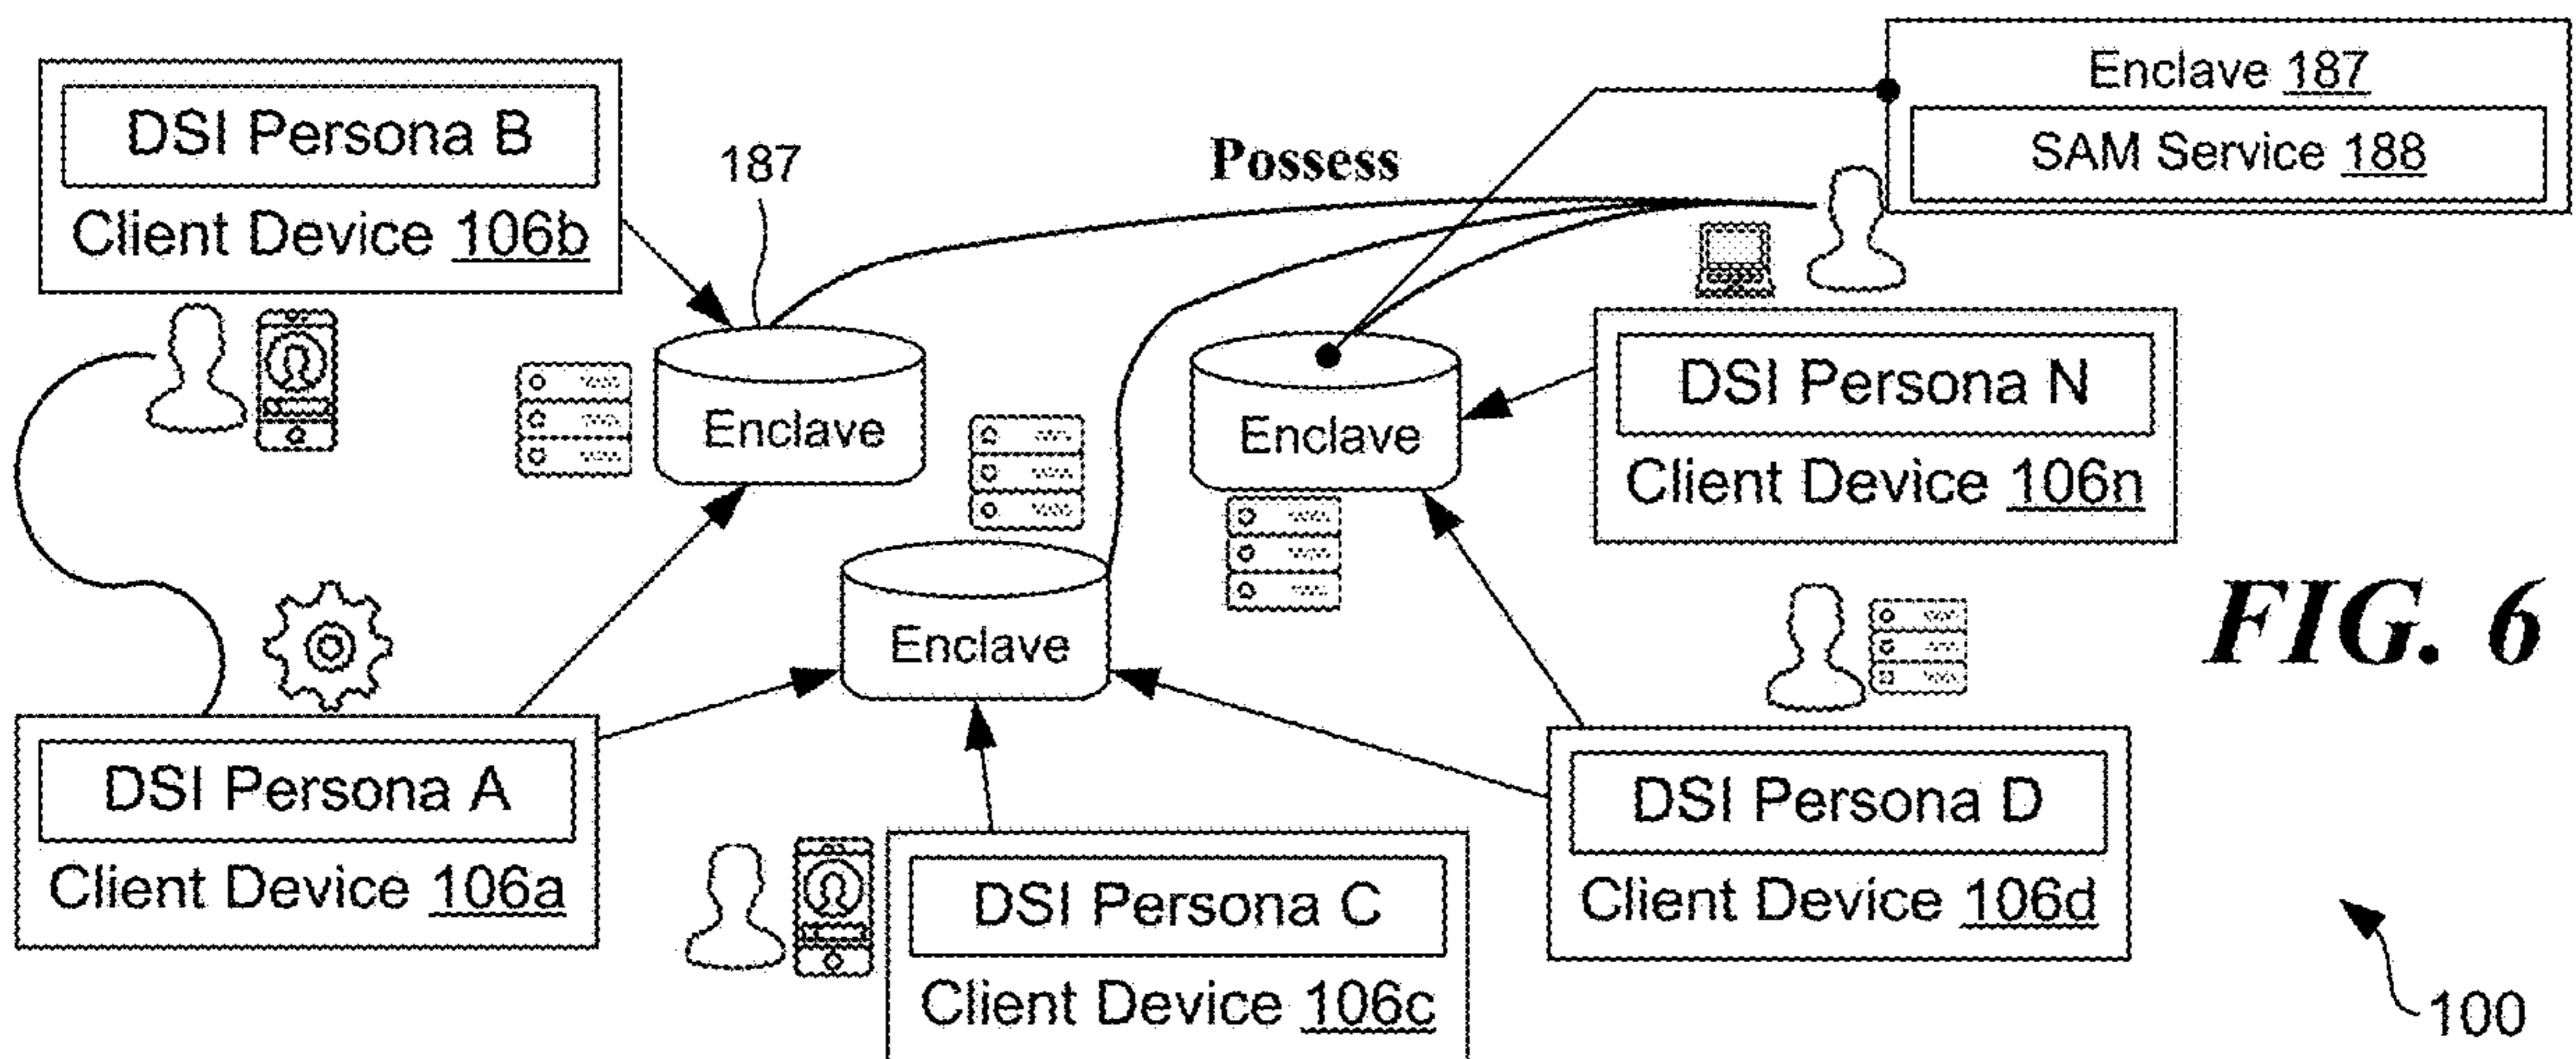 DSI Persona B
Client Device 106b
187
Possess
Enclave 187
SAM Service 188
Enclave
Enclave
DSI Persona N
Client Device 106n
Enclave
FIG. 6
DSI Persona A
Client Device 106a
DSI Persona C
Client Device 106c
DSI Persona D
Client Device 106d
100